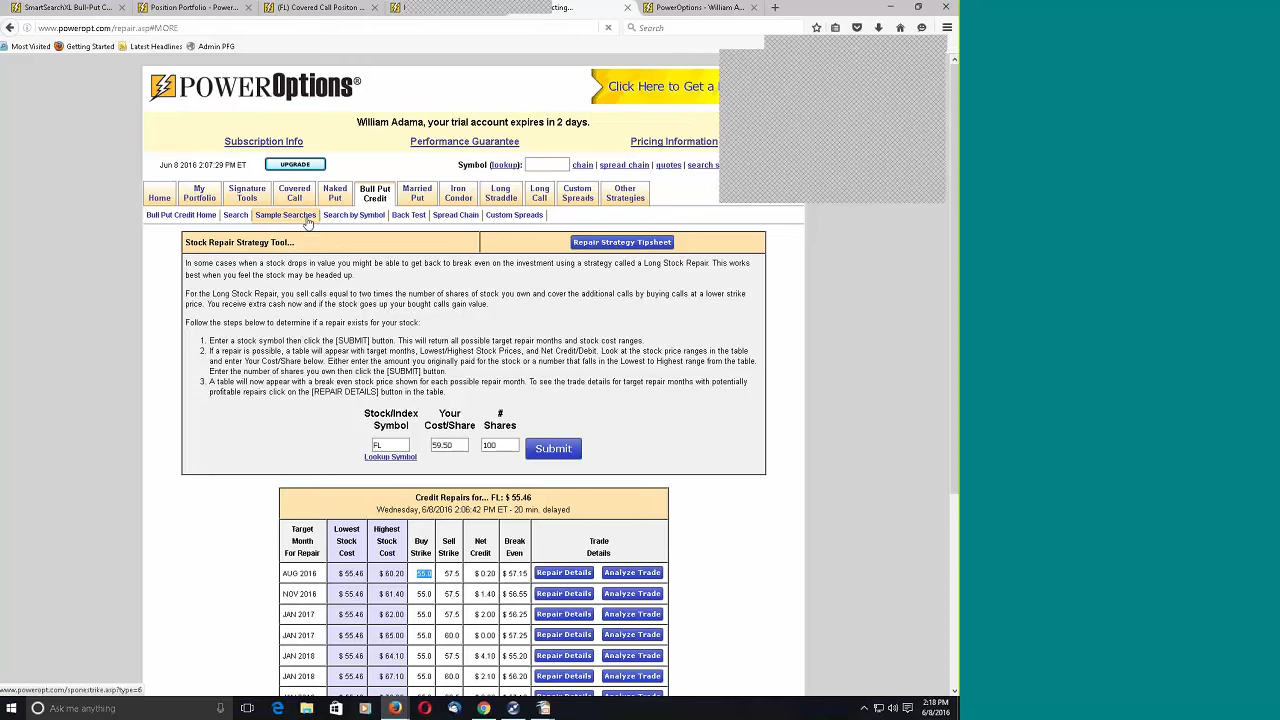 SmartSearchXL Bull-Put C...
Position Portfolio - Power...
(FL) Covered Call Positon ...
ecting...
PowerOptions - William A...
www.poweropt.com/repair.asp#MORE
Search
Most Visited Getting Started Latest Headlines Admin PFG
POWEROptions®
Click Here to Get a
William Adama, your trial account expires in 2 days.
Subscription Info Performance Guarantee Pricing Information
Jun 8 2016 2:07:29 PM ET UPGRADE Symbol (lookup): chain | spread chain | quotes | search s
Home
My Portfolio
Signature Tools
Covered Call
Naked Put
Bull Put Credit
Married Put
Iron Condor
Long Straddle
Long Call
Custom Spreads
Other Strategies
Bull Put Credit Home | Search | Sample Searches | Search by Symbol | Back Test | Spread Chain | Custom Spreads
Stock Repair Strategy Tool... Repair Strategy Tipsheet
In some cases when a stock drops in value you might be able to get back to break even on the investment using a strategy called a Long Stock Repair. This works
best when you feel the stock may be headed up.
For the Long Stock Repair, you sell calls equal to two times the number of shares of stock you own and cover the additional calls by buying calls at a lower strike
price. You receive extra cash now and if the stock goes up your bought calls gain value.
Follow the steps below to determine if a repair exists for your stock:
1. Enter a stock symbol then click the [SUBMIT] button. This will return all possible target repair months and stock cost ranges.
2. If a repair is possible, a table will appear with target months, Lowest/Highest Stock Prices, and Net Credit/Debit. Look at the stock price ranges in the table
and enter Your Cost/Share below. Either enter the amount you originally paid for the stock or a number that falls in the Lowest to Highest range from the table.
Enter the number of shares you own then click the [SUBMIT] button.
3. A table will now appear with a break even stock price shown for each possible repair month. To see the trade details for target repair months with potentially
profitable repairs click on the [REPAIR DETAILS] button in the table.
Stock/Index Your #
Symbol Cost/Share Shares
FL 59.50 100 Submit
Lookup Symbol
Credit Repairs for... FL: $ 55.46
Wednesday, 6/8/2016 2:06:42 PM ET - 20 min. delayed
Target Lowest Highest Buy Sell Net Break Trade
Month Stock Stock Strike Strike Credit Even Details
For Repair Cost Cost
AUG 2016 $ 55.46 $ 60.20 55.0 57.5 $ 0.20 $ 57.15 Repair Details Analyze Trade
NOV 2016 $ 55.46 $ 61.40 55.0 57.5 $ 1.40 $ 56.55 Repair Details Analyze Trade
JAN 2017 $ 55.46 $ 62.00 55.0 57.5 $ 2.00 $ 56.25 Repair Details Analyze Trade
JAN 2017 $ 55.46 $ 65.00 55.0 60.0 $ 0.00 $ 57.25 Repair Details Analyze Trade
JAN 2018 $ 55.46 $ 64.10 55.0 57.5 $ 4.10 $ 55.20 Repair Details Analyze Trade
JAN 2018 $ 55.46 $ 67.10 55.0 60.0 $ 2.10 $ 56.20 Repair Details Analyze Trade
www.poweropt.com/sponestrike.asp?type=6
Ask me anything
2:18 PM
6/8/2016